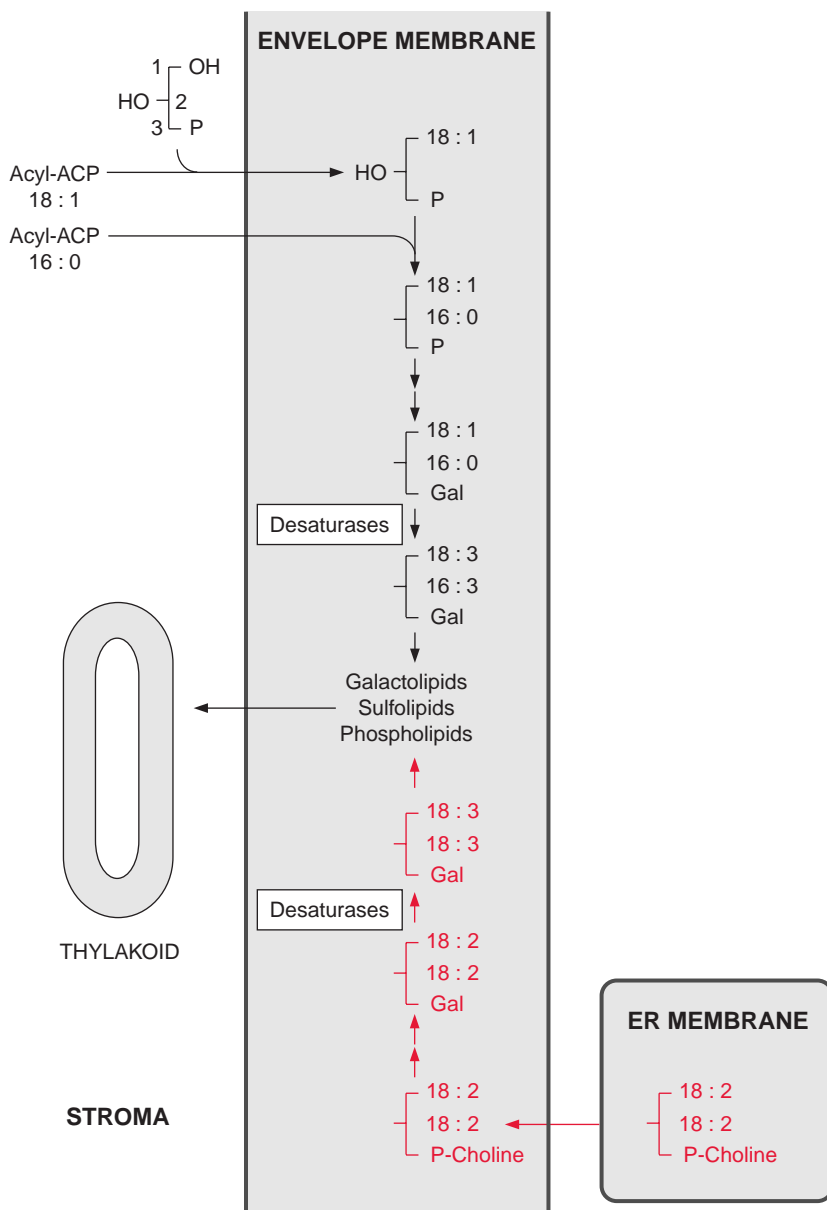 ENVELOPE MEMBRANE
1 OH
HO 2
3 P
Acyl-ACP
18 : 1
HO
18 : 1
P
Acyl-ACP
16 : 0
18 : 1
16 : 0
P
18 : 1
16 : 0
Gal
Desaturases
18 : 3
16 : 3
Gal
Galactolipids
Sulfolipids
Phospholipids
18 : 3
18 : 3
Gal
Desaturases
18 : 2
18 : 2
Gal
THYLAKOID
STROMA
18 : 2
18 : 2
P-Choline
ER MEMBRANE
18 : 2
18 : 2
P-Choline